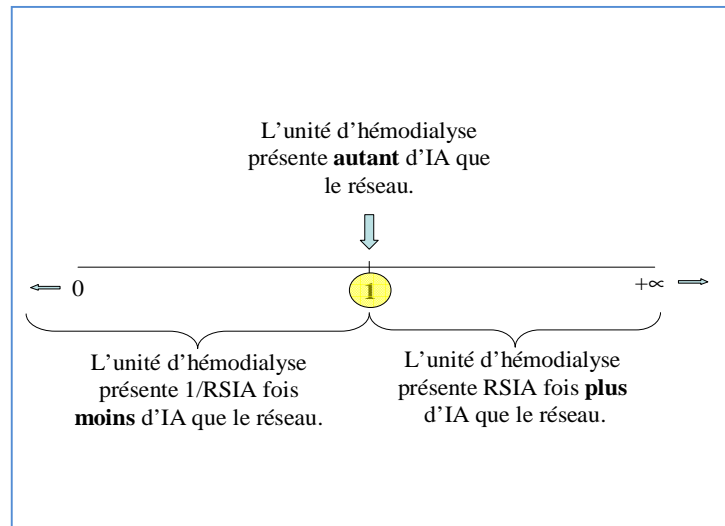 L’unité d’hémodialyse
présente autant d’IA que
le réseau.
0
1
+∝
L’unité d’hémodialyse
présente 1/RSIA fois
moins d’IA que le réseau.
L’unité d’hémodialyse
présente RSIA fois plus
d’IA que le réseau.